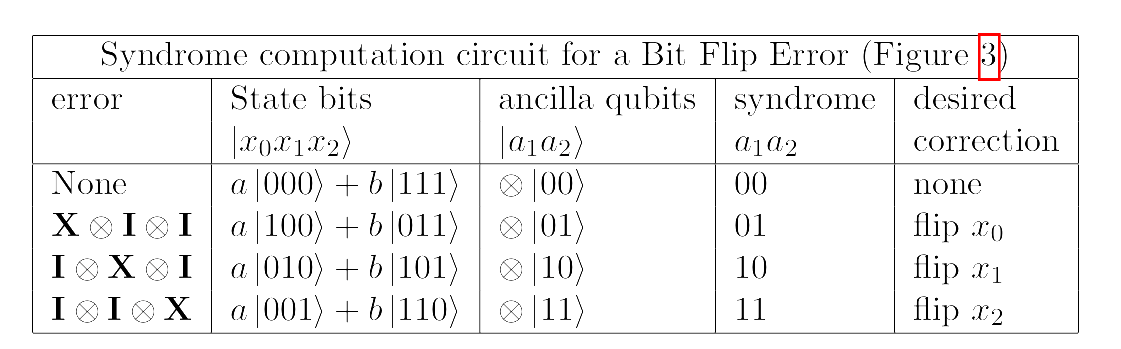 Syndrome computation circuit for a Bit Flip Error (Figure 3)
error State bits ancilla qubits syndrome desired
|x₀x₁x₂⟩ |a₁a₂⟩ a₁a₂ correction
None a |000⟩ + b |111⟩ ⊗ |00⟩ 00 none
X ⊗ I ⊗ I a |100⟩ + b |011⟩ ⊗ |01⟩ 01 flip x₀
I ⊗ X ⊗ I a |010⟩ + b |101⟩ ⊗ |10⟩ 10 flip x₁
I ⊗ I ⊗ X a |001⟩ + b |110⟩ ⊗ |11⟩ 11 flip x₂